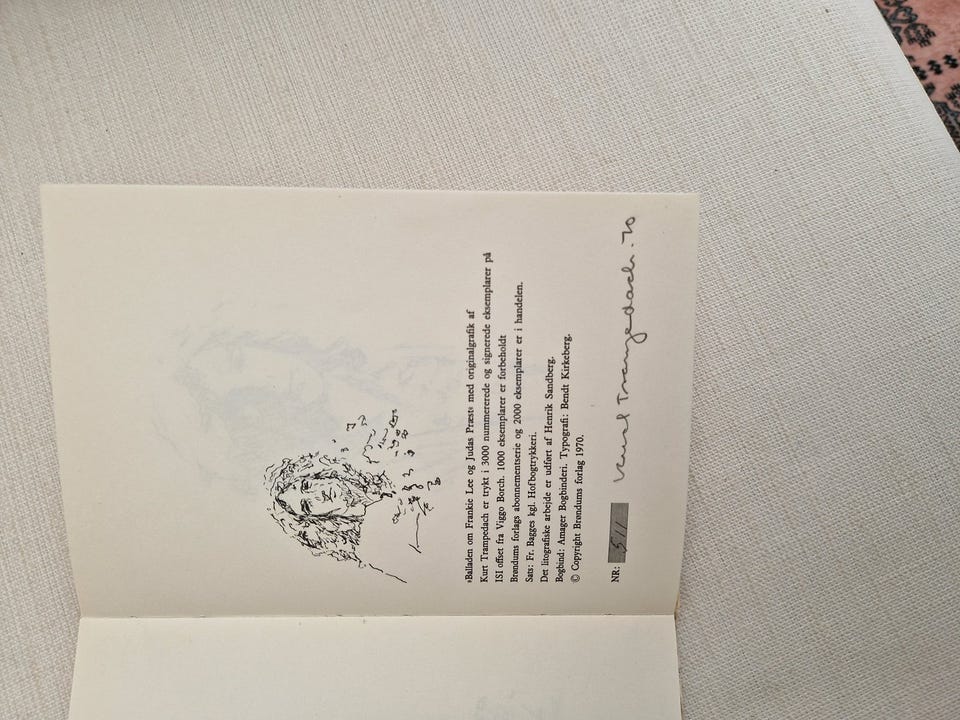 »Balladen om Frankie Lee og Judas Præst« med originalgrafik af
Kurt Trampedach er trykt i 3000 nummererede og signerede eksemplarer på
ISI offset fra Viggo Borch. 1000 eksemplarer er forbeholdt
Brøndums forlags abonnementserie og 2000 eksemplarer er i handelen.
Sats: Fr. Bagges kgl. Hofbogtrykkeri.
Det litografiske arbejde er udført af Henrik Sandberg.
Bogbind: Amager Bogbinderi. Typografi: Bendt Kirkeberg.
© Copyright Brøndums forlag 1970.
NR: 511 Kurt Trampedach. 70